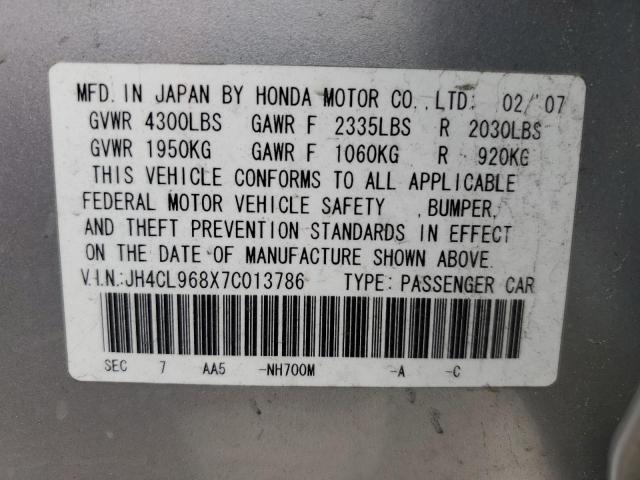 MFD. IN JAPAN BY HONDA MOTOR CO.,LTD: 02/'07
GVWR 4300LBS GAWR F 2335LBS R 2030LBS
GVWR 1950KG GAWR F 1060KG R 920KG
THIS VEHICLE CONFORMS TO ALL APPLICABLE
FEDERAL MOTOR VEHICLE SAFETY ,BUMPER,
AND THEFT PREVENTION STANDARDS IN EFFECT
ON THE DATE OF MANUFACTURE SHOWN ABOVE.
V.I.N.:JH4CL968X7C013786 TYPE: PASSENGER CAR
SEC 7 AA5 -NH700M -A -C